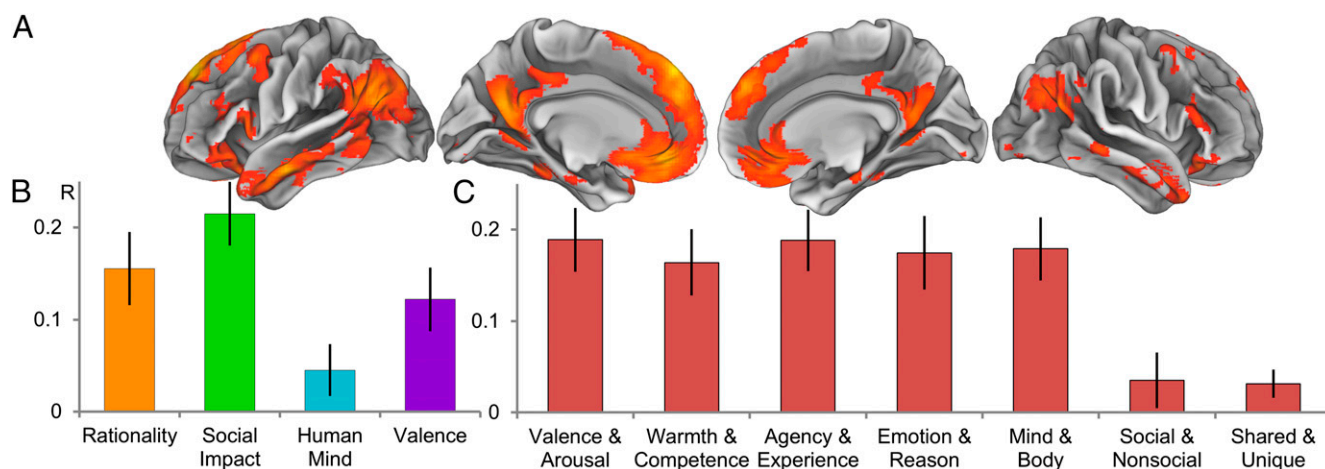 A
B
R
0.2
0.1
0
Rationality
Social
Impact
Human
Mind
Valence
C
0.2
0.1
0
Valence &
Arousal
Warmth &
Competence
Agency &
Experience
Emotion &
Reason
Mind &
Body
Social &
Nonsocial
Shared &
Unique